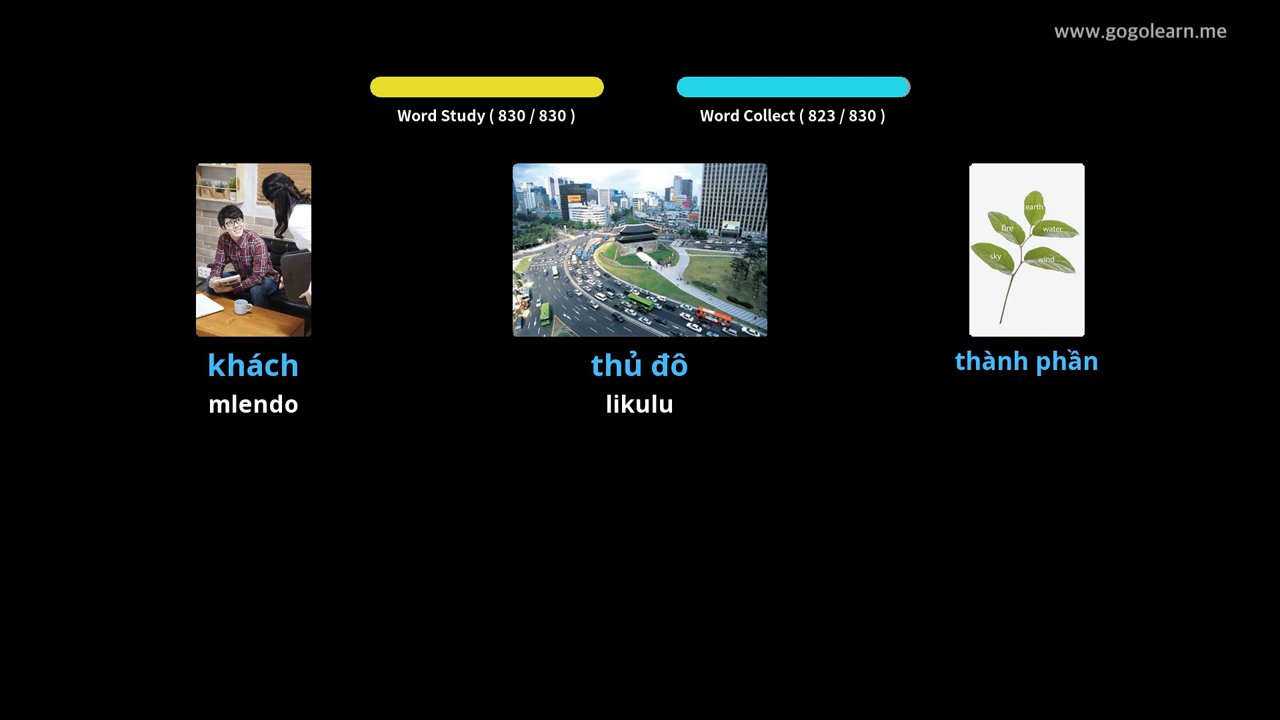 www.gogolearn.me
Word Study ( 830 / 830 )
Word Collect ( 823 / 830 )
earth
fire
water
sky
wind
khách
thủ đô
thành phần
mlendo
likulu